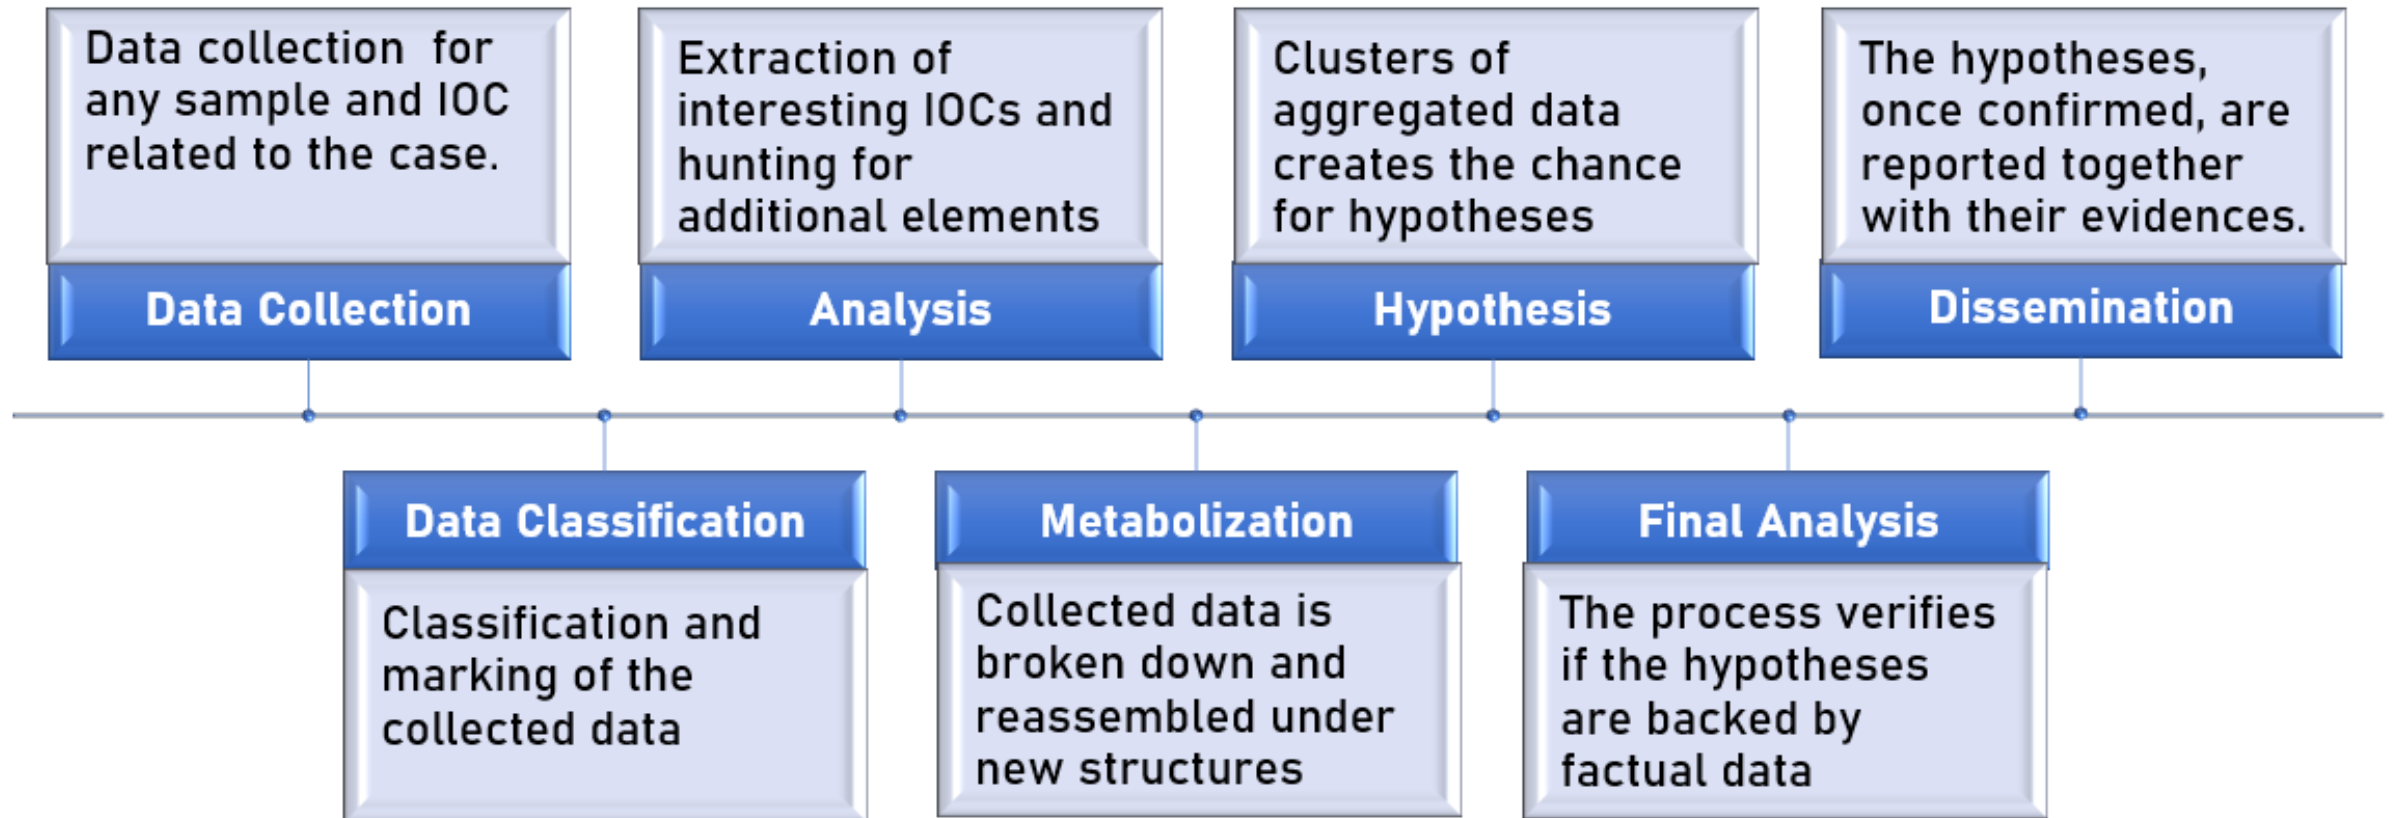 Data collection  for
any sample and IOC
related to the case.
Data Collection
Classification and
marking of the
collected data
Data Classification
Extraction of
interesting IOCs and
hunting for
additional elements
Analysis
Metabolization
Collected data is
broken down and
reassembled under
new structures
Clusters of
aggregated data
creates the chance
for hypotheses
Hypothesis
Final Analysis
The process verifies
if the hypotheses
are backed by
factual data
The hypotheses,
once confirmed, are
reported together
with their evidences.
Dissemination